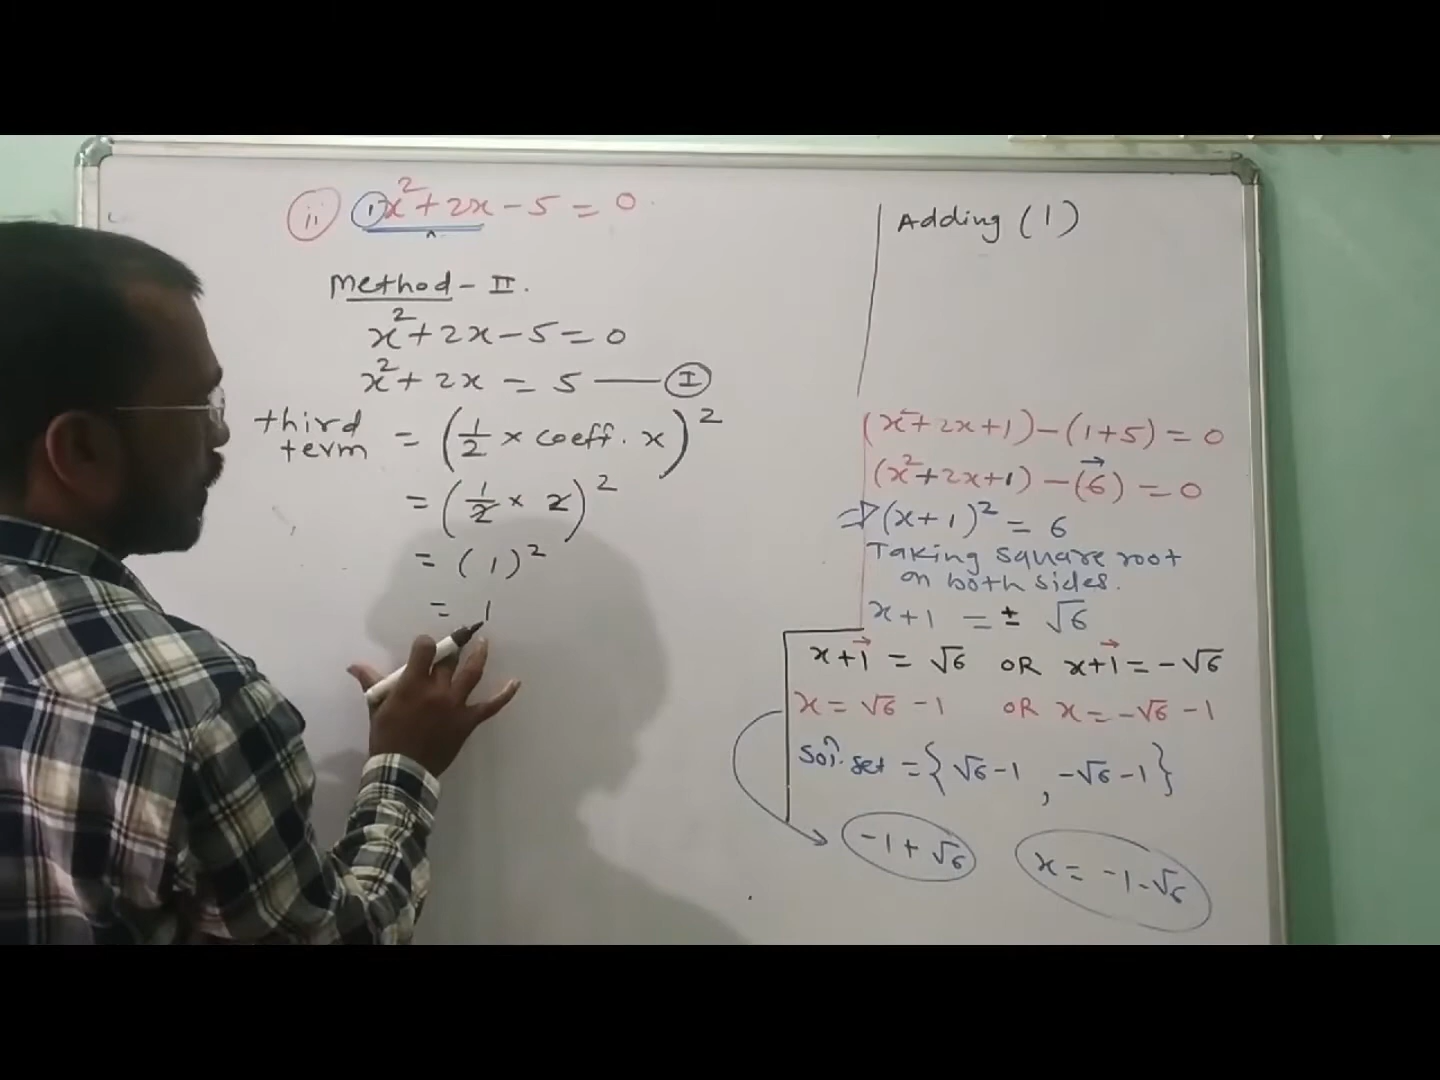 ii 1x² + 2x - 5 = 0
Method - II.
x² + 2x - 5 = 0
x² + 2x = 5 —— I
third term = (1/2 × coeff. x)²
= (1/2 × 2)²
= (1)²
= 1
Adding (1)
(x² + 2x + 1) - (1 + 5) = 0
(x² + 2x + 1) - (6) = 0
⇒ (x + 1)² = 6
Taking square root
on both sides.
x + 1 = ± √6
x + 1 = √6 OR x + 1 = -√6
x = √6 - 1 OR x = -√6 - 1
Soln. set = {√6 - 1 , -√6 - 1}
-1 + √6 x = -1 - √6